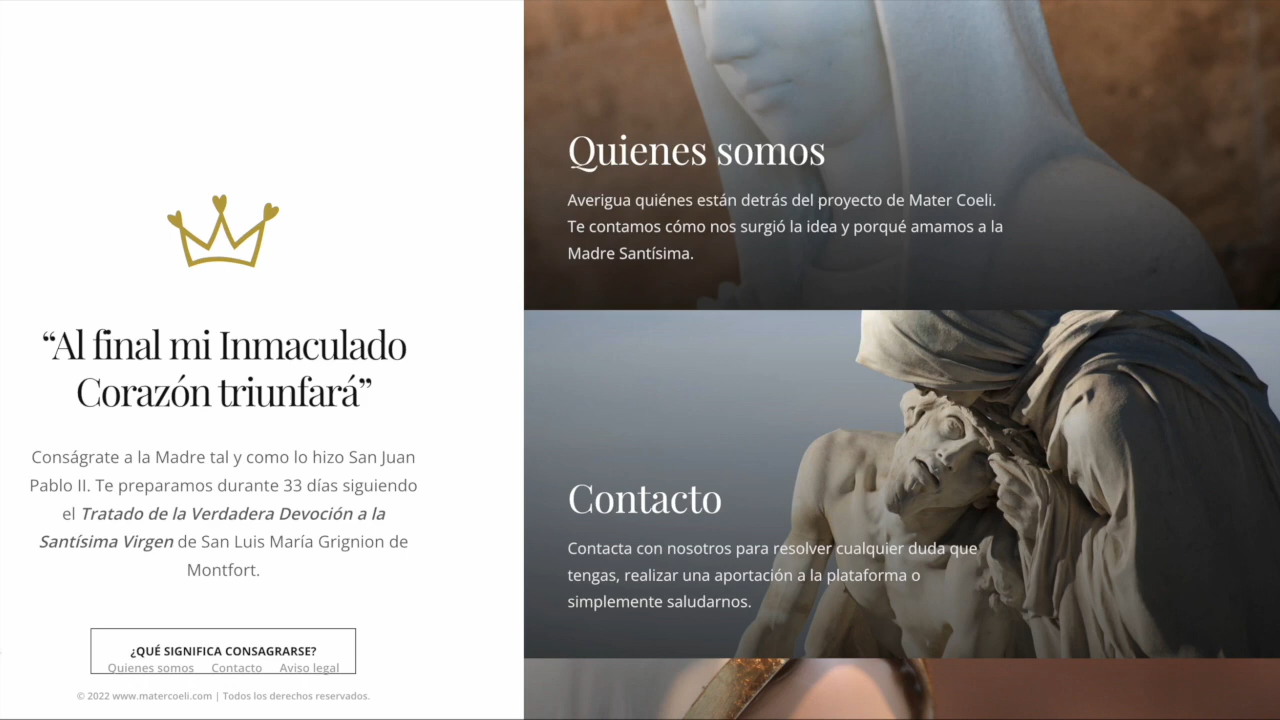 “Al final mi Inmaculado
Corazón triunfará”
Conságrate a la Madre tal y como lo hizo San Juan
Pablo II. Te preparamos durante 33 días siguiendo
el Tratado de la Verdadera Devoción a la
Santísima Virgen de San Luis María Grignion de
Montfort.
¿QUÉ SIGNIFICA CONSAGRARSE?
Quienes somos Contacto Aviso legal
© 2022 www.matercoeli.com | Todos los derechos reservados.
Quienes somos
Averigua quiénes están detrás del proyecto de Mater Coeli.
Te contamos cómo nos surgió la idea y porqué amamos a la
Madre Santísima.
Contacto
Contacta con nosotros para resolver cualquier duda que
tengas, realizar una aportación a la plataforma o
simplemente saludarnos.